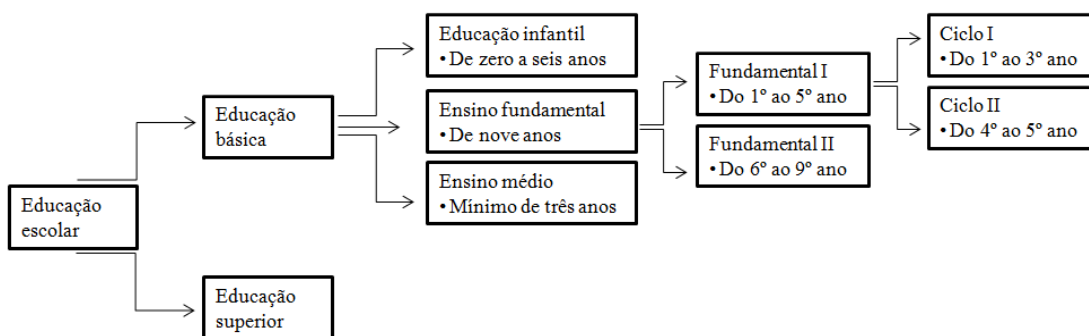 Educação
escolar
Educação
básica
Educação
superior
Educação infantil
• De zero a seis anos
Ensino fundamental
• De nove anos
Ensino médio
• Mínimo de três anos
Fundamental I
• Do 1º ao 5º ano
Fundamental II
• Do 6º ao 9º ano
Ciclo I
• Do 1º ao 3º ano
Ciclo II
• Do 4º ao 5º ano